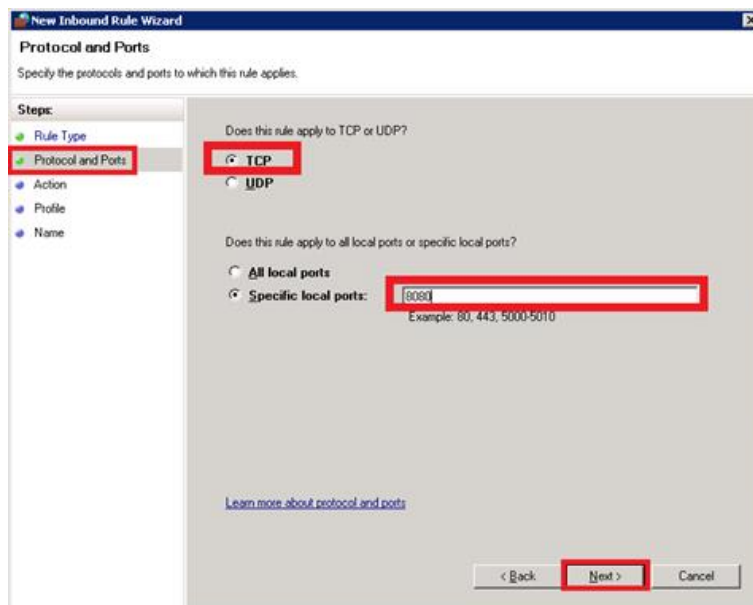 New Inbound Rule Wizard
Protocol and Ports
Specify the protocols and ports to which this rule applies.
Steps:
Rule Type
Protocol and Ports
Action
Profile
Name
Does this rule apply to TCP or UDP?
TCP
UDP
Does this rule apply to all local ports or specific local ports?
All local ports
Specific local ports: 8080
Example: 80, 443, 5000-5010
Learn more about protocol and ports
< Back Next > Cancel